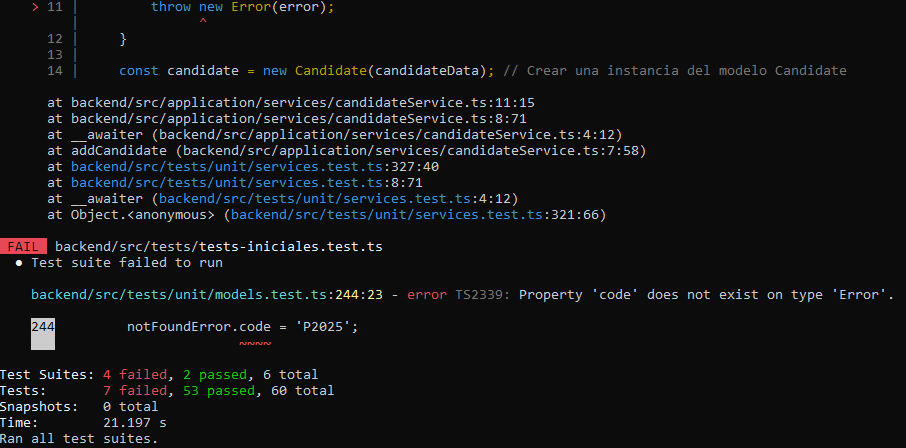 > 11 |         throw new Error(error);
     |               ^
  12 |     }
  13 |
  14 |     const candidate = new Candidate(candidateData); // Crear una instancia del modelo Candidate
at backend/src/application/services/candidateService.ts:11:15
at backend/src/application/services/candidateService.ts:8:71
at __awaiter (backend/src/application/services/candidateService.ts:4:12)
at addCandidate (backend/src/application/services/candidateService.ts:7:58)
at backend/src/tests/unit/services.test.ts:327:40
at backend/src/tests/unit/services.test.ts:8:71
at __awaiter (backend/src/tests/unit/services.test.ts:4:12)
at Object.<anonymous> (backend/src/tests/unit/services.test.ts:321:66)
FAIL backend/src/tests/tests-iniciales.test.ts
● Test suite failed to run
backend/src/tests/unit/models.test.ts:244:23 - error TS2339: Property 'code' does not exist on type 'Error'.
244         notFoundError.code = 'P2025';
                          ~~~~
Test Suites: 4 failed, 2 passed, 6 total
Tests:       7 failed, 53 passed, 60 total
Snapshots:   0 total
Time:        21.197 s
Ran all test suites.